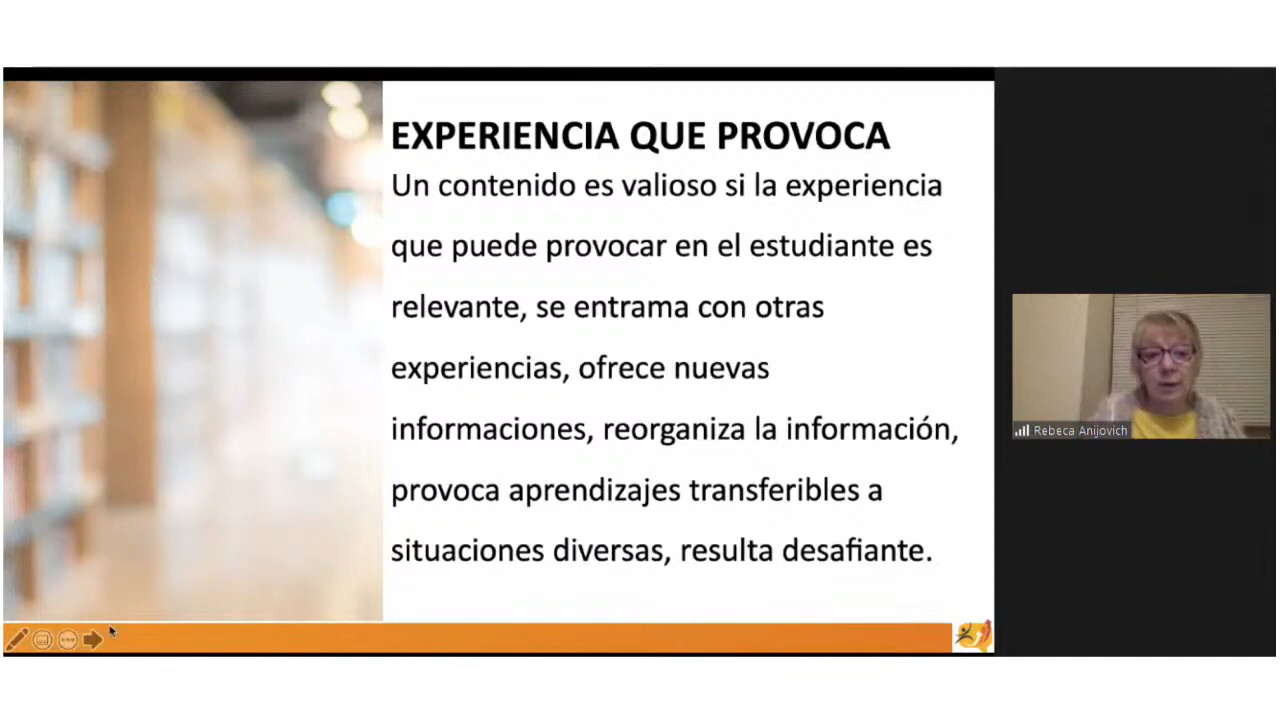 EXPERIENCIA QUE PROVOCA
Un contenido es valioso si la experiencia
que puede provocar en el estudiante es
relevante, se entrama con otras
experiencias, ofrece nuevas
informaciones, reorganiza la información,
provoca aprendizajes transferibles a
situaciones diversas, resulta desafiante.
Rebeca Anijovich